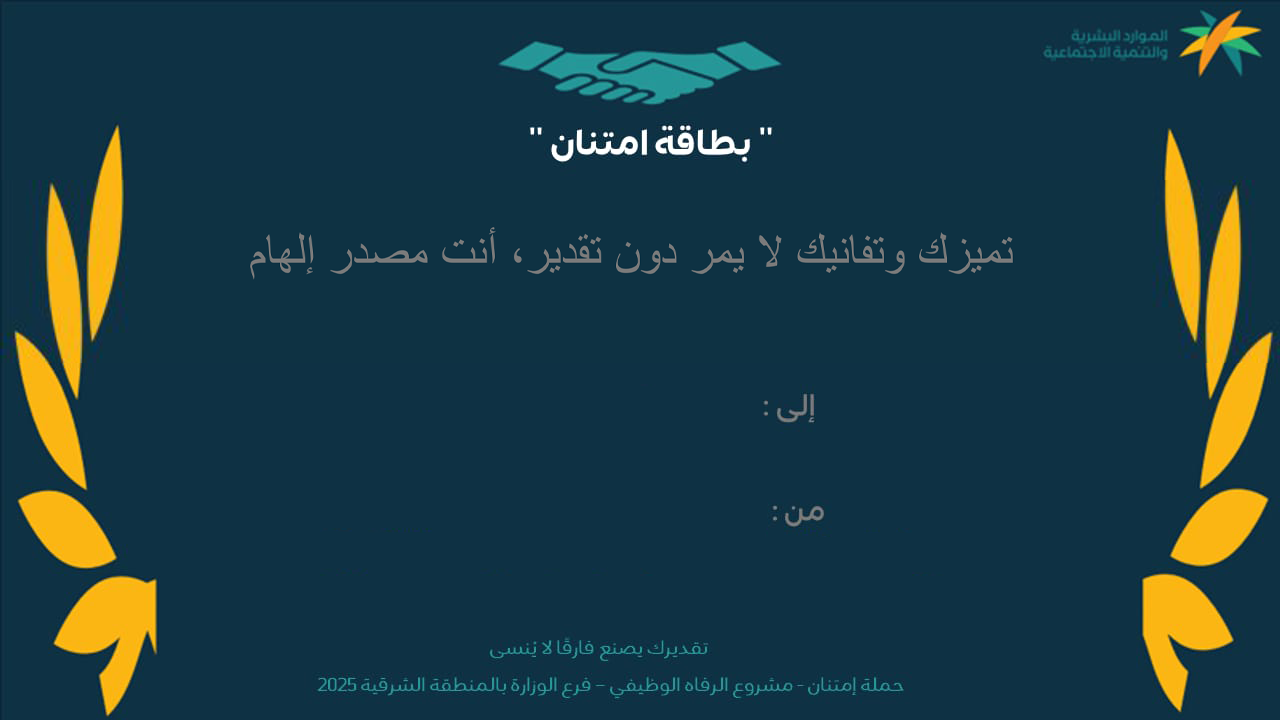 الموارد البشرية
والتنمية الاجتماعية
" بطاقة امتنان "
تميزك وتفانيك لا يمر دون تقدير، أنت مصدر إلهام
إلى :
من :
تقديرك يصنع فارقًا لا يُنسى
حملة إمتنان - مشروع الرفاه الوظيفي – فرع الوزارة بالمنطقة الشرقية 2025